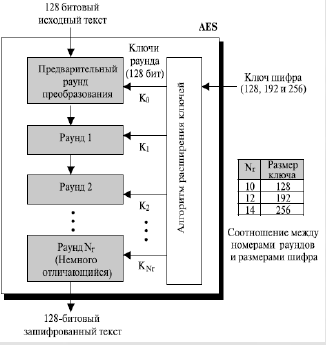 128 битовый
исходный текст
AES
Ключи
раунда
(128 бит)
Предварительный
раунд
преобразования
K0
Ключ шифра
(128, 192 и 256)
Раунд 1
K1
Алгоритм расширения ключей
Раунд 2
K2
Nr Размер ключа
10 128
12 192
14 256
Раунд Nr
(Немного
отличающийся)
KNr
Соотношение между
номерами раундов
и размерами шифра
128-битовый
зашифрованный текст